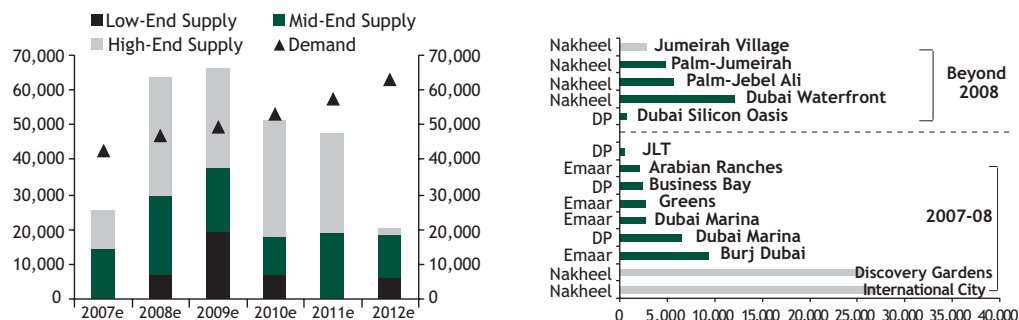 Low-End Supply Mid-End Supply
High-End Supply Demand
70,000 70,000
60,000 60,000
50,000 50,000
40,000 40,000
30,000 30,000
20,000 20,000
10,000 10,000
0 0
2007e 2008e 2009e 2010e 2011e 2012e
Nakheel Jumeirah Village
Nakheel Palm-Jumeirah
Nakheel Palm-Jebel Ali
Nakheel Dubai Waterfront
DP Dubai Silicon Oasis
Beyond
2008
DP JLT
Emaar Arabian Ranches
DP Business Bay
Emaar Greens
Emaar Dubai Marina
DP Dubai Marina
Emaar Burj Dubai
Nakheel Discovery Gardens
Nakheel International City
2007-08
0 5,000 10,000 15,000 20,000 25,000 30,000 35,000 40,000